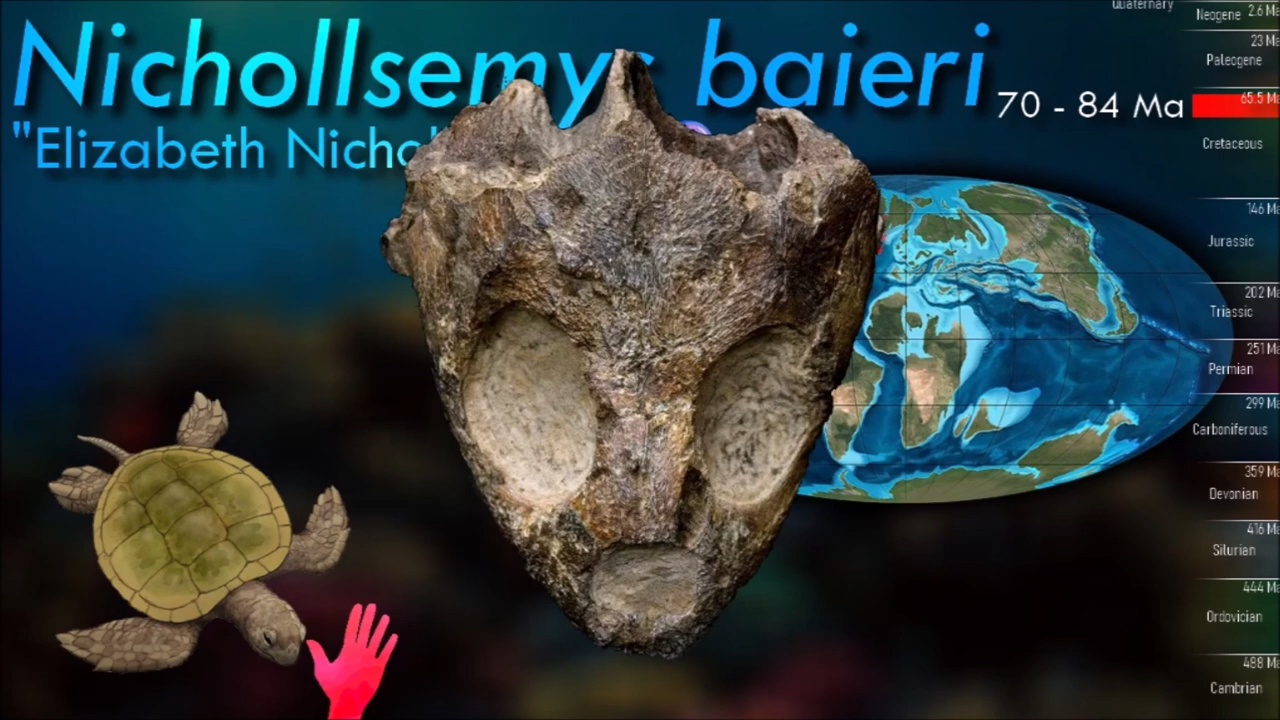 Nichollsemys baieri
"Elizabeth Nicho
70 - 84 Ma
Quaternary
Neogene 2.6 Ma
23 Ma
Paleogene
65.5 Ma
Cretaceous
146 Ma
Jurassic
202 Ma
Triassic
251 Ma
Permian
299 Ma
Carboniferous
359 Ma
Devonian
416 Ma
Silurian
444 Ma
Ordovician
488 Ma
Cambrian